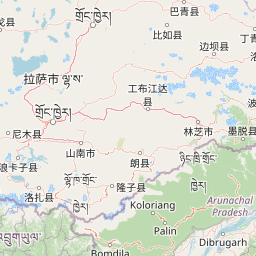 གྲོང་ཁྱེར།
巴青县
丁青
比如县
边坝县
拉萨市 ལྷ་ས་
工布江达
县
གྲོང་ཁྱེར།
波
尼木县
林芝市
墨脱县
山南市
朗县
浪卡子县
ལྷོ་ཁ་གྲོང་
ཁྱེར།
隆子县
洛扎县
Koloriang
Arunachal
Pradesh
Palin
Dibrugarh
Bomdila